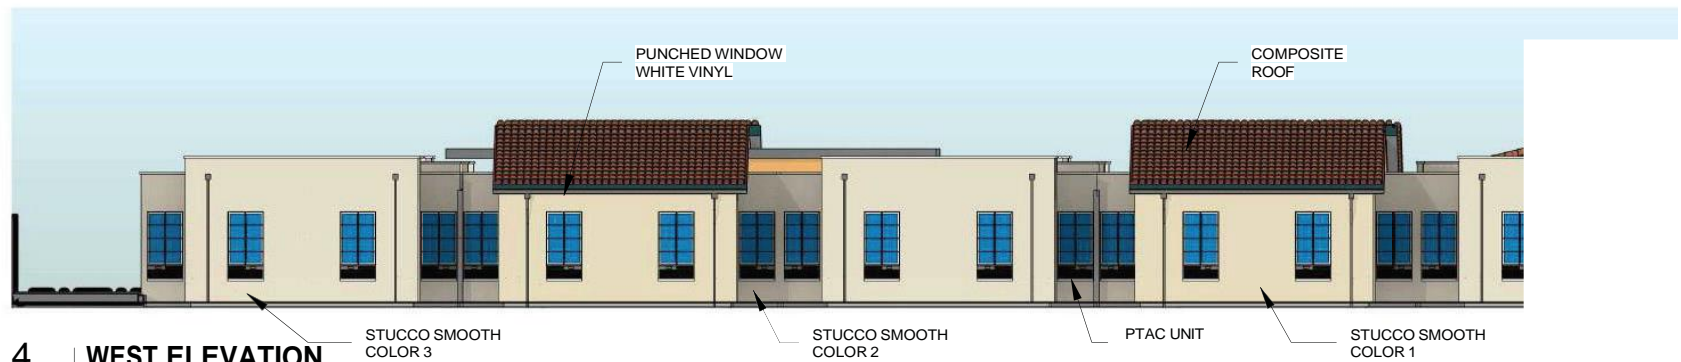 PUNCHED WINDOW
WHITE VINYL
COMPOSITE
ROOF
STUCCO SMOOTH
COLOR 3
STUCCO SMOOTH
COLOR 2
PTAC UNIT
STUCCO SMOOTH
COLOR 1
4 WEST ELEVATION